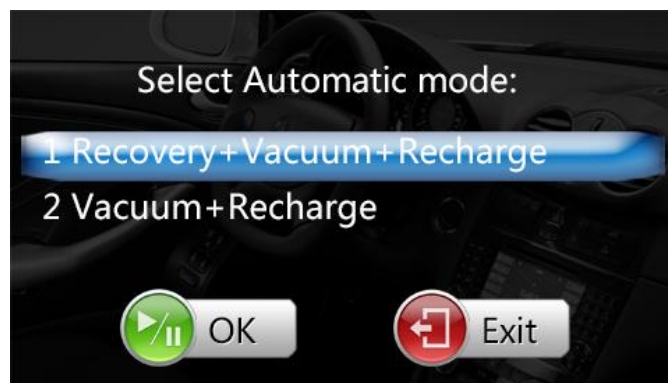 Select Automatic mode:
1 Recovery+Vacuum+Recharge
2 Vacuum+Recharge
OK
Exit